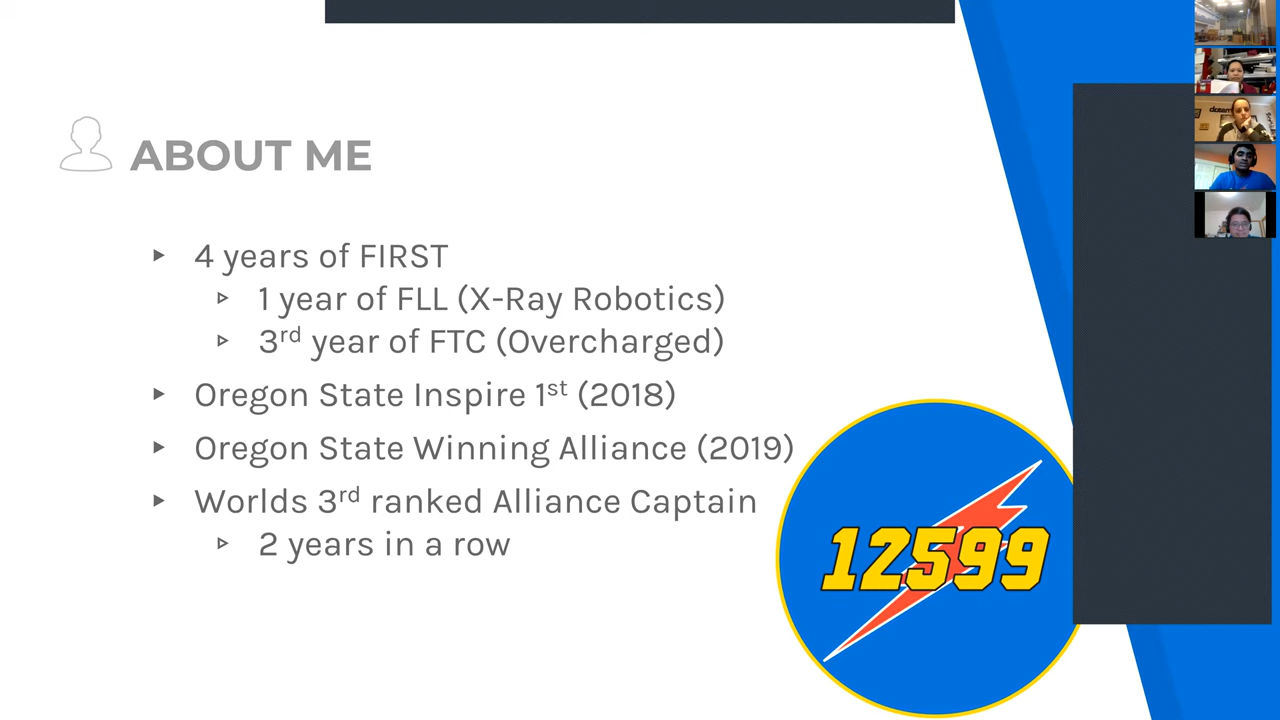 ABOUT ME
▸ 4 years of FIRST
▹ 1 year of FLL (X-Ray Robotics)
▹ 3rd year of FTC (Overcharged)
▸ Oregon State Inspire 1st (2018)
▸ Oregon State Winning Alliance (2019)
▸ Worlds 3rd ranked Alliance Captain
▹ 2 years in a row
12599